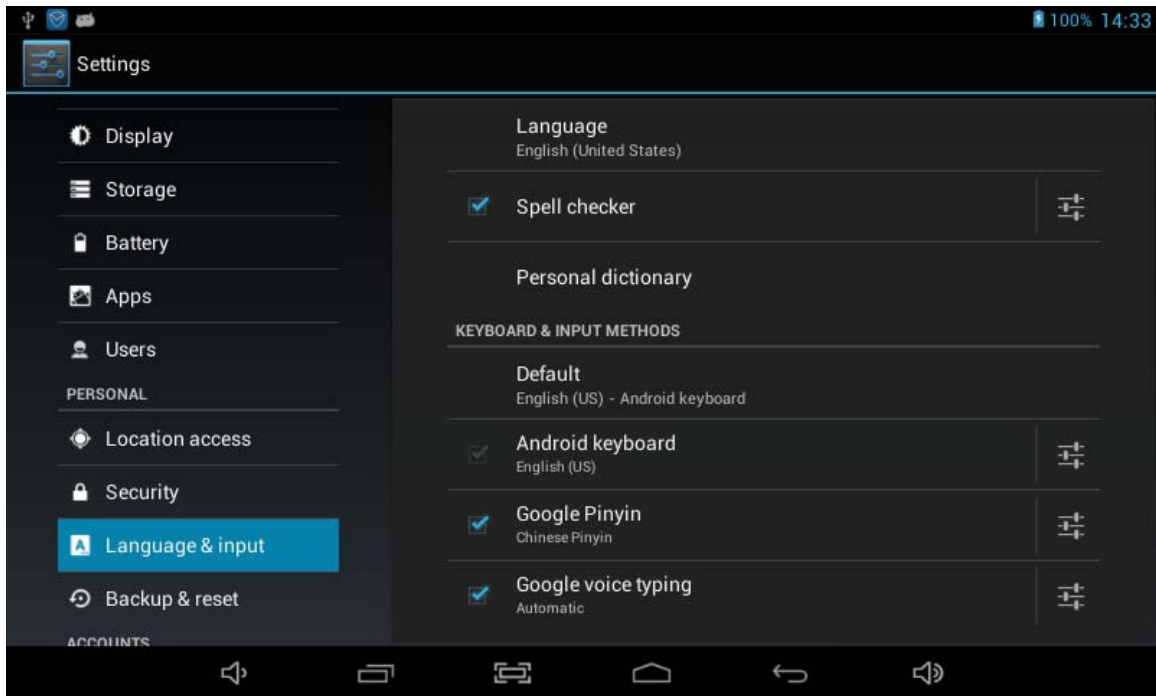 100% 14:33
Settings
Display
Storage
Battery
Apps
Users
PERSONAL
Location access
Security
Language & input
Backup & reset
ACCOUNTS
Language
English (United States)
Spell checker
Personal dictionary
KEYBOARD & INPUT METHODS
Default
English (US) - Android keyboard
Android keyboard
English (US)
Google Pinyin
Chinese Pinyin
Google voice typing
Automatic